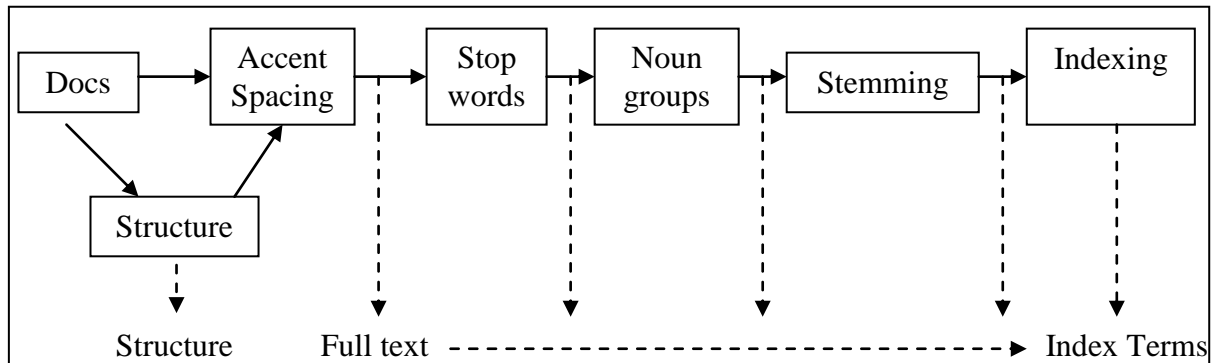 Docs
Accent
Spacing
Stop
words
Noun
groups
Stemming
Indexing
Structure
Structure
Full text
Index Terms